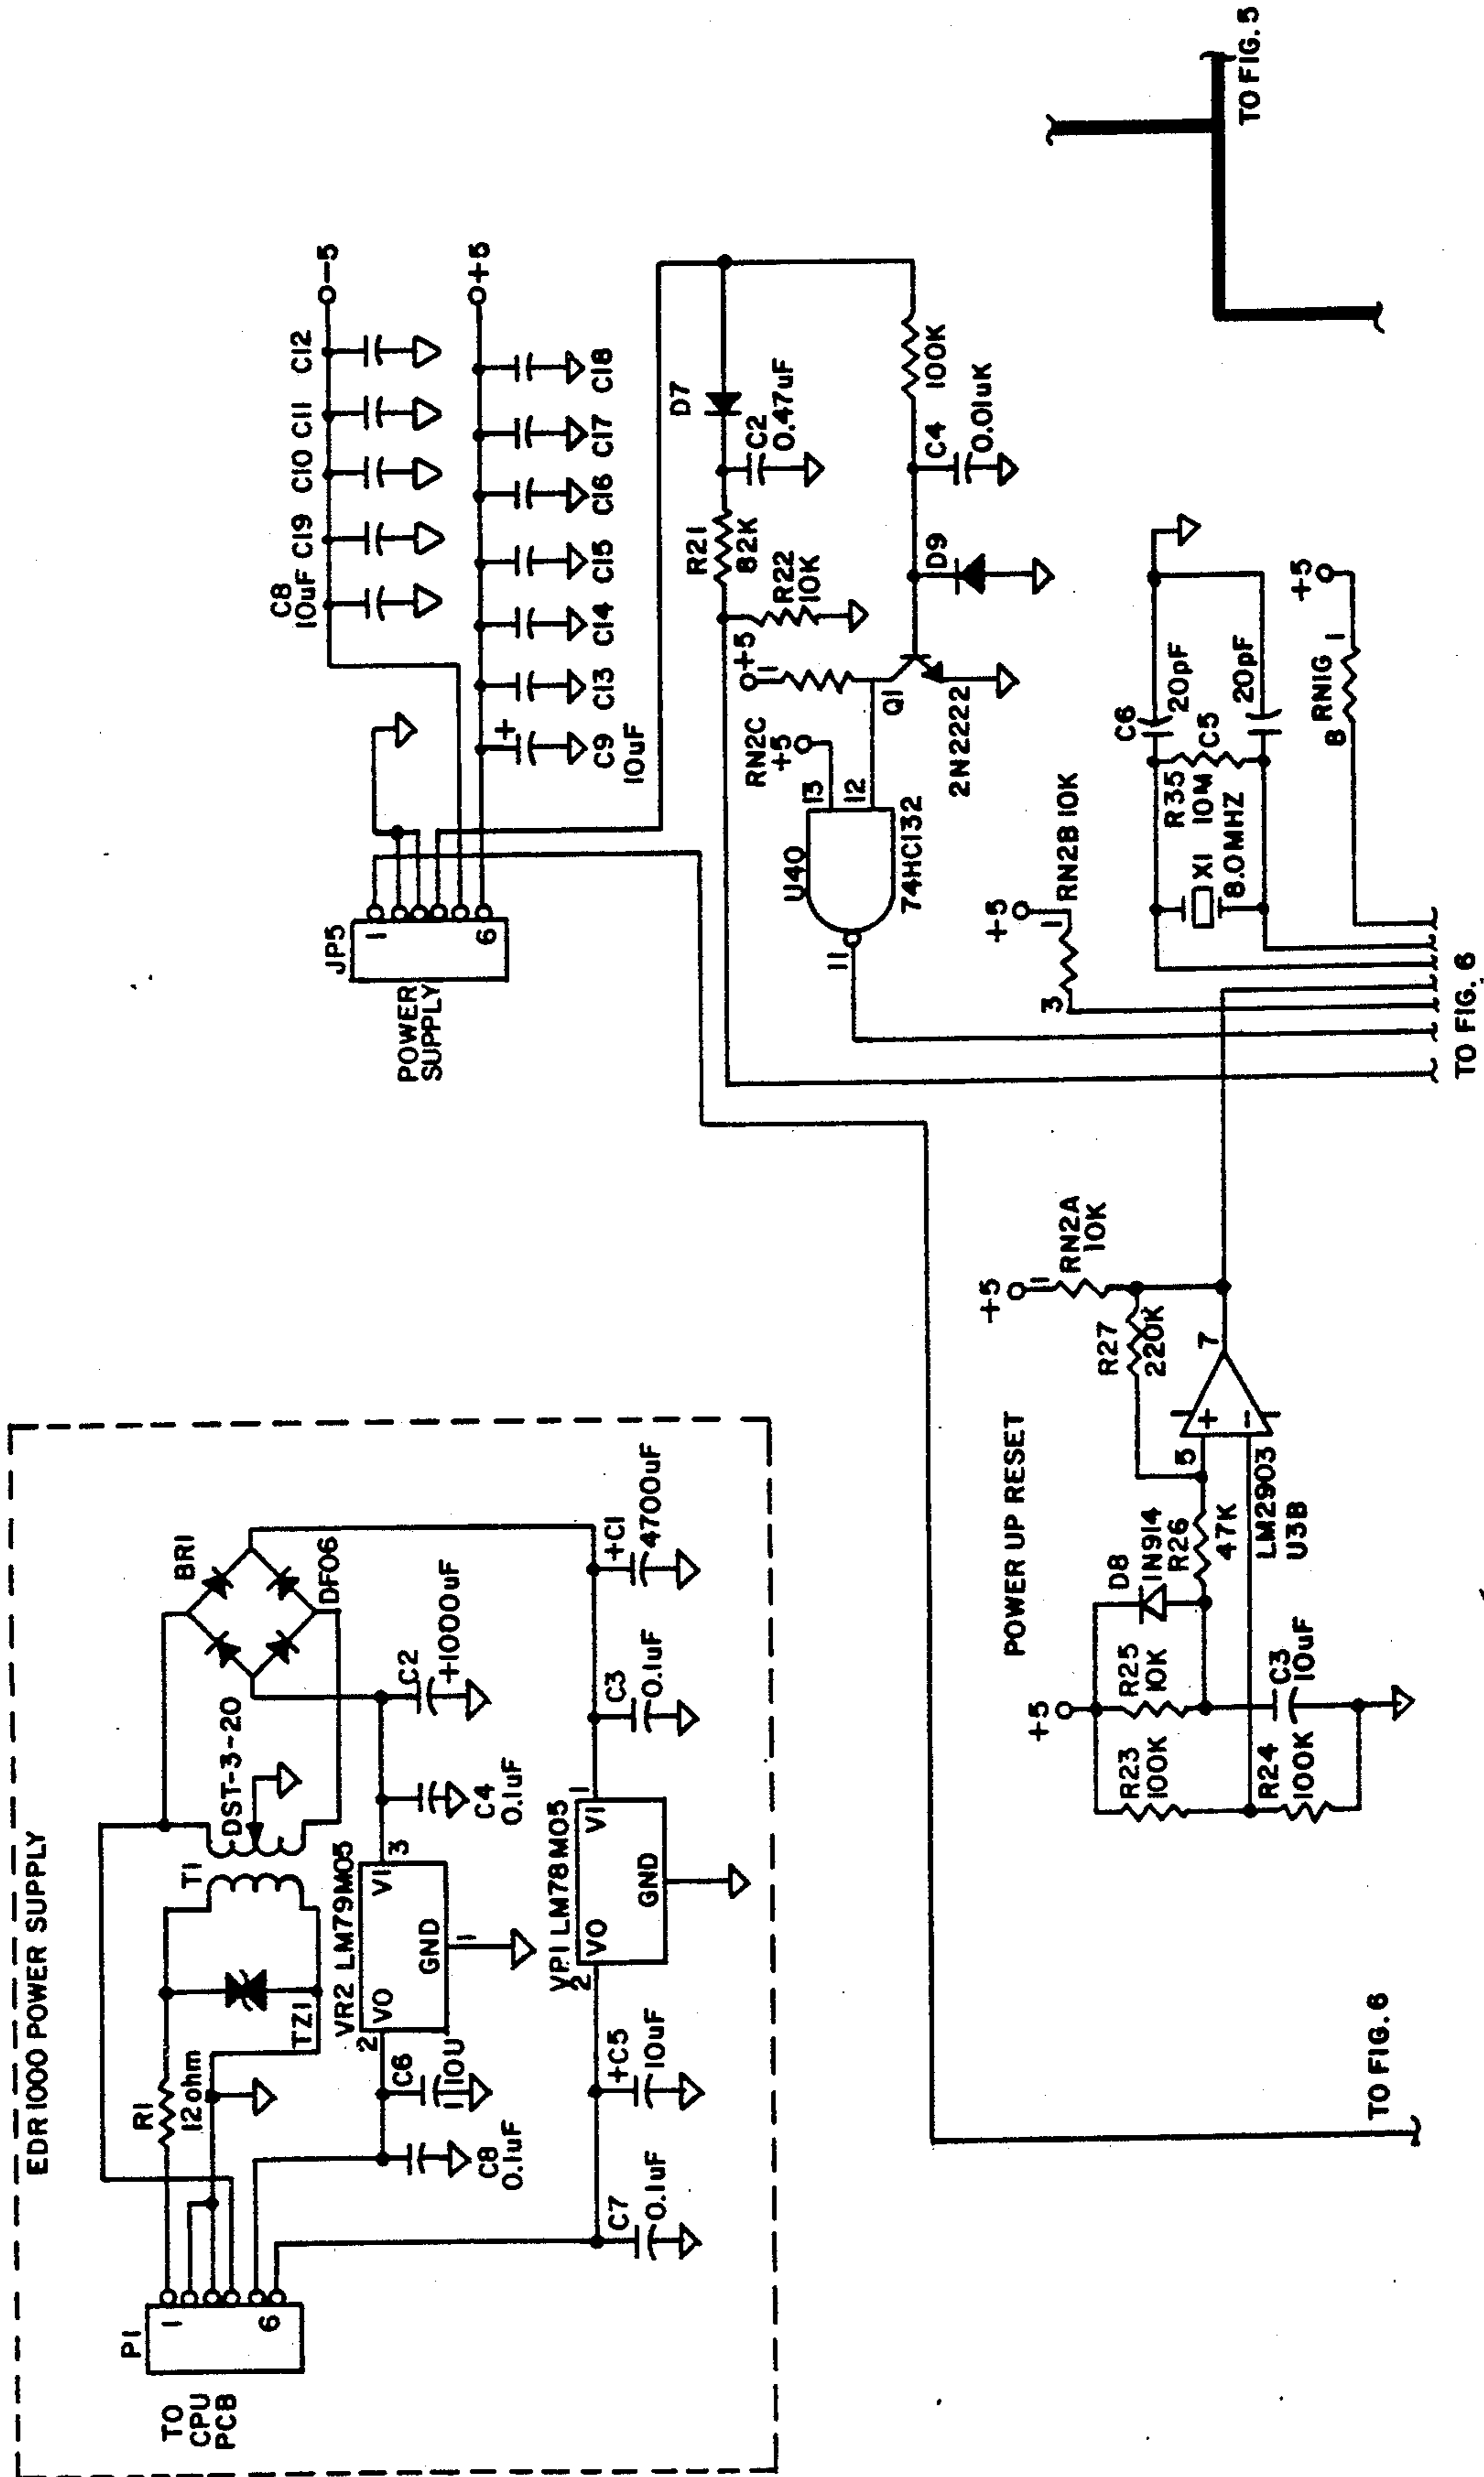 EDR 1000 POWER SUPPLY
P1
1
6
TO
CPU
PCB
R1
12ohm
TZ1
T1
DST-3-20
BR1
DF06
VR2 LM79M05
VO
VI
GND
2
3
1
C6
10U
C8
0.1uF
C4
0.1uF
C2
+1000uF
VP1 LM78M05
VO
VI
GND
2
1
C7
0.1uF
+C5
10uF
C3
0.1uF
+C1
4700uF
JP5
1
6
POWER
SUPPLY
C8
10uF
C19
C10
C11
C12
-5
+5
+
C9
10uF
C13
C14
C15
C16
C17
C18
D7
C2
0.47uF
R21
82K
R22
10K
+5
1
RN2C
+5
13
12
11
U40
74HC132
Q1
2N2222
D9
C4
0.01uK
100K
+5
1
RN2B 10K
3
C6
20pF
R35
10M
C5
20pF
X1
8.0MHZ
8
RN1G
1
+5
TO FIG. 5
TO FIG. 6
POWER UP RESET
+5
R23
100K
R25
10K
D8
1N914
R26
47K
R24
100K
C3
10uF
5
+
-
7
LM2903
U3B
R27
220K
+5
1
RN2A
10K
TO FIG. 6